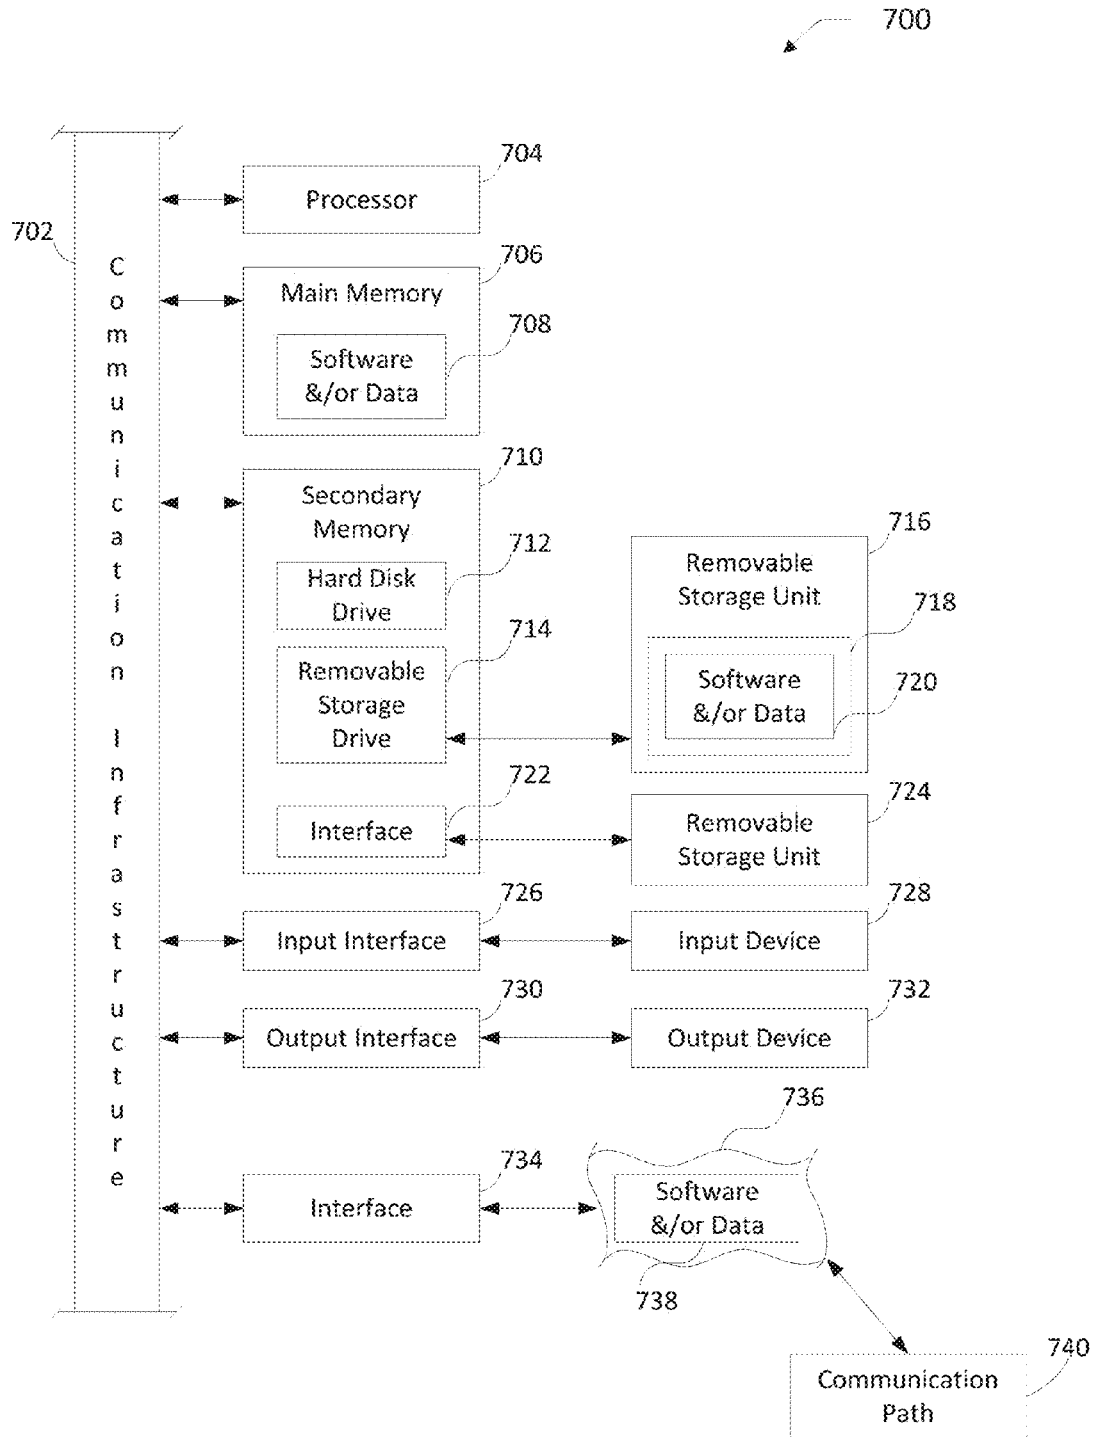 700
704
Processor
702
Communication Infrastructure
706
Main Memory
708
Software
&/or Data
710
Secondary
Memory
712
Hard Disk
Drive
714
Removable
Storage
Drive
716
Removable
Storage Unit
718
Software
&/or Data
720
722
Interface
724
Removable
Storage Unit
726
Input Interface
728
Input Device
730
Output Interface
732
Output Device
734
Interface
736
Software
&/or Data
738
740
Communication
Path